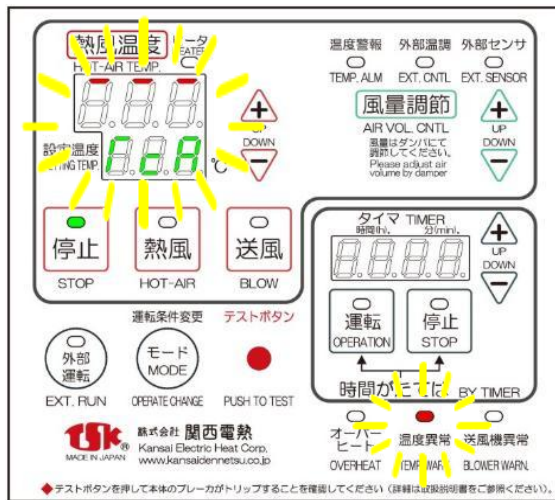 熱風温度
HOT-AIR TEMP.
温度警報 外部温調 外部センサ
TEMP. ALM EXT. CNTL EXT. SENSOR
UP
DOWN
設定温度
TcA
℃
風量調節
AIR VOL. CNTL
風量はダンパにて
調節してください。
Please adjust air
volume by damper
UP
DOWN
停止 熱風 送風
STOP HOT-AIR BLOW
タイマ TIMER
時間(h). 分(min).
UP
DOWN
運転 停止
OPERATION STOP
時間がたてば BY TIMER
運転条件変更 テストボタン
外部
運転
モード
MODE
EXT. RUN OPERATE CHANGE PUSH TO TEST
オーバー
ヒート
温度異常 送風機異常
OVERHEAT TEMP. WARN. BLOWER WARN.
TSK®
MADE IN JAPAN
株式会社 関西電熱
Kansai Electric Heat Corp.
www.kansaidennetsu.co.jp
◆テストボタンを押して本体のブレーカがトリップすることを確認してください（詳細は取扱説明書をご参照ください）.